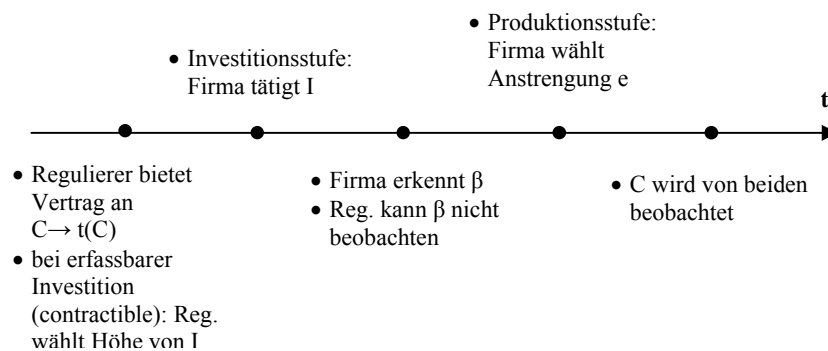 • Produktionsstufe:
Firma wählt
Anstrengung e
• Investitionsstufe:
Firma tätigt I
t
• Regulierer bietet
Vertrag an
C→ t(C)
• bei erfassbarer
Investition
(contractible): Reg.
wählt Höhe von I
• Firma erkennt β
• Reg. kann β nicht
beobachten
• C wird von beiden
beobachtet